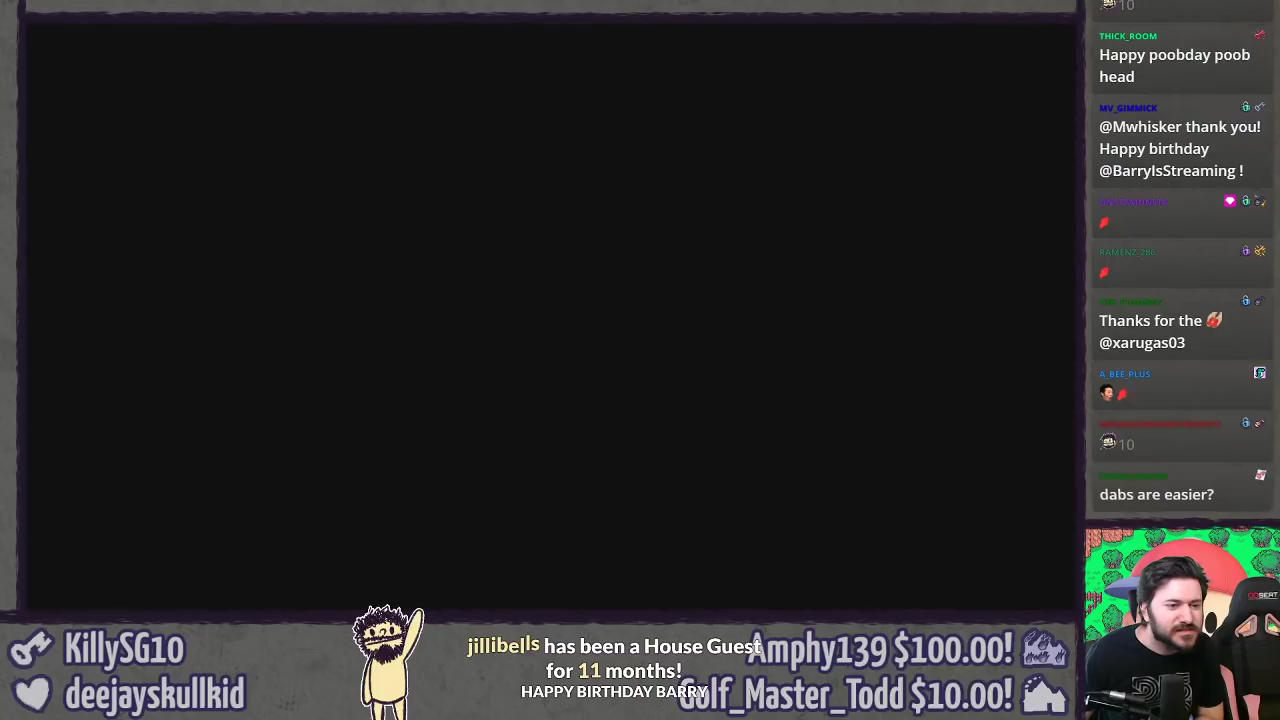 10
THICK_ROOM
Happy poobday poob
head
MV_GIMMICK
@Mwhisker thank you!
Happy birthday
@BarryIsStreaming !
RAMENZ_286
Thanks for the
@xarugas03
A_BEE_PLUS
10
dabs are easier?
KillySG10
deejayskullkid
jillibells has been a House Guest
for 11 months!
HAPPY BIRTHDAY BARRY
Amphy139 $100.00!
Golf_Master_Todd $10.00!